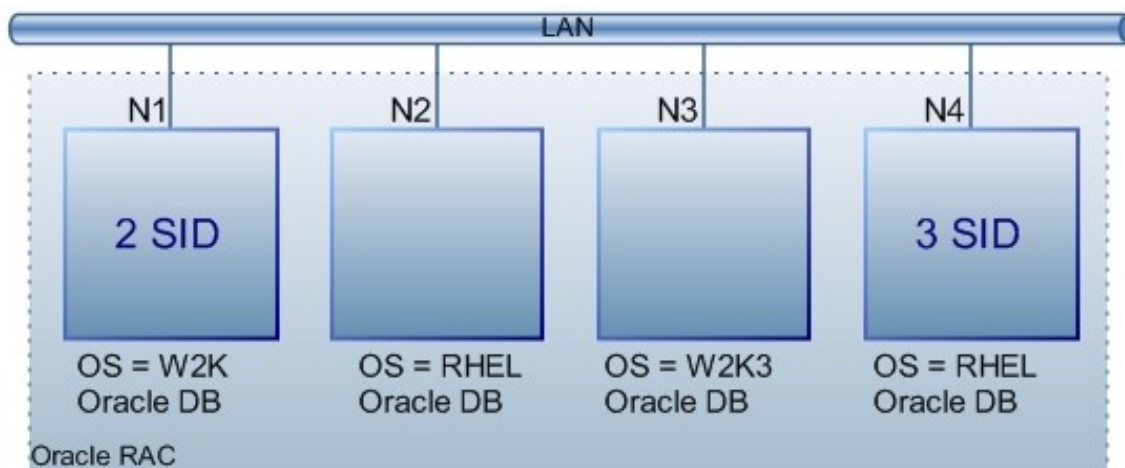 LAN
N1
N2
N3
N4
2 SID
3 SID
OS = W2K
Oracle DB
OS = RHEL
Oracle DB
OS = W2K3
Oracle DB
OS = RHEL
Oracle DB
Oracle RAC